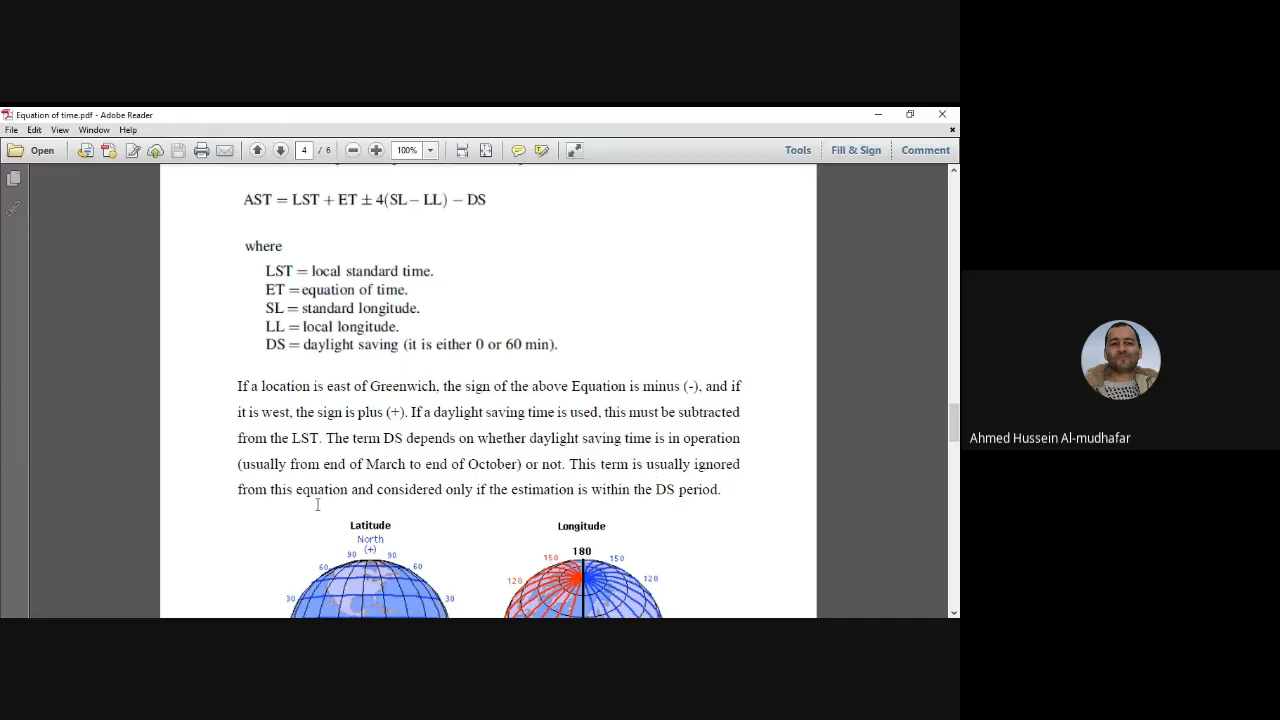 Equation of time.pdf - Adobe Reader
File Edit View Window Help
Open 4 / 6 100% Tools Fill & Sign Comment
AST = LST + ET ± 4(SL − LL) − DS
where
LST = local standard time.
ET = equation of time.
SL = standard longitude.
LL = local longitude.
DS = daylight saving (it is either 0 or 60 min).
If a location is east of Greenwich, the sign of the above Equation is minus (-), and if
it is west, the sign is plus (+). If a daylight saving time is used, this must be subtracted
from the LST. The term DS depends on whether daylight saving time is in operation
(usually from end of March to end of October) or not. This term is usually ignored
from this equation and considered only if the estimation is within the DS period.
Latitude
North
(+)
90 90
60 60
30 30
Longitude
180
150 150
120 120
Ahmed Hussein Al-mudhafar